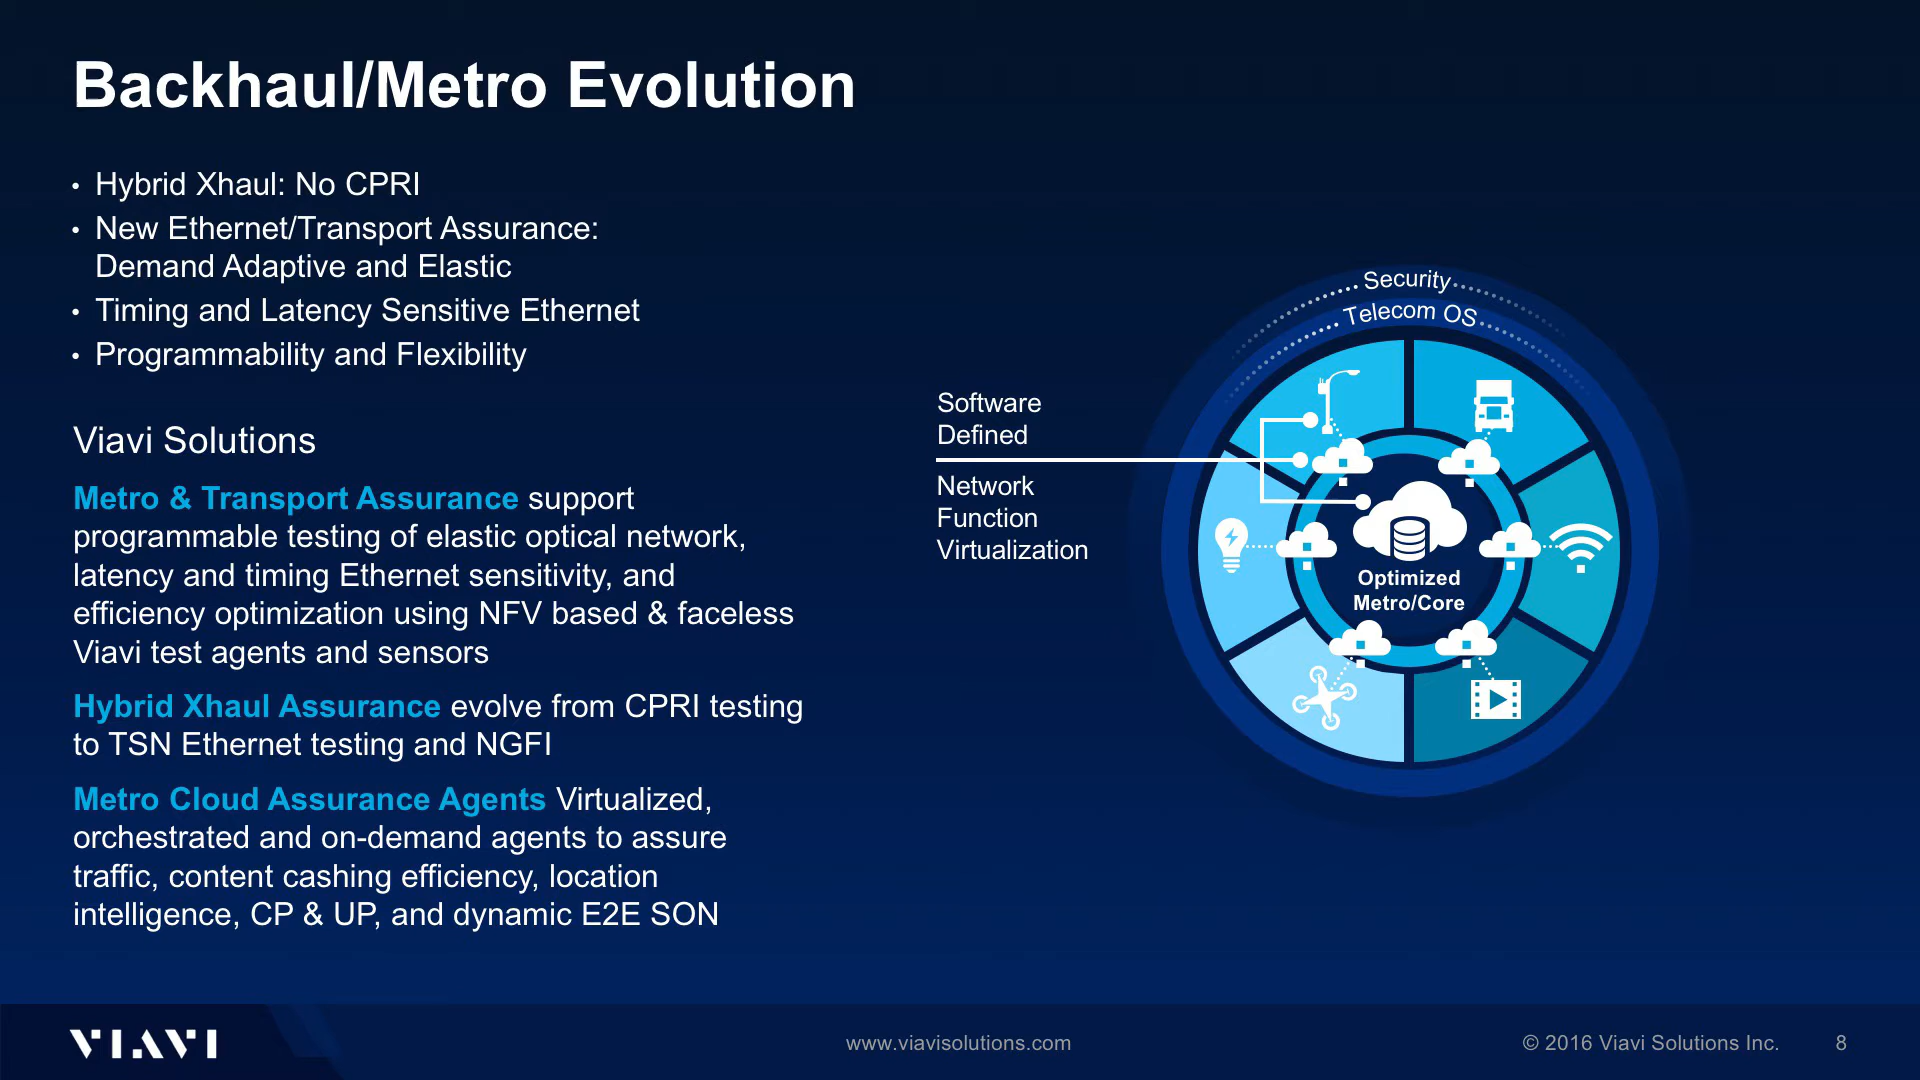 Backhaul/Metro Evolution
• Hybrid Xhaul: No CPRI
• New Ethernet/Transport Assurance:
Demand Adaptive and Elastic
• Timing and Latency Sensitive Ethernet
• Programmability and Flexibility
Viavi Solutions
Metro & Transport Assurance support
programmable testing of elastic optical network,
latency and timing Ethernet sensitivity, and
efficiency optimization using NFV based & faceless
Viavi test agents and sensors
Hybrid Xhaul Assurance evolve from CPRI testing
to TSN Ethernet testing and NGFI
Metro Cloud Assurance Agents Virtualized,
orchestrated and on-demand agents to assure
traffic, content cashing efficiency, location
intelligence, CP & UP, and dynamic E2E SON
Security
Telecom OS
Software
Defined
Network
Function
Virtualization
Optimized
Metro/Core
VIAVI
www.viavisolutions.com
© 2016 Viavi Solutions Inc.
8